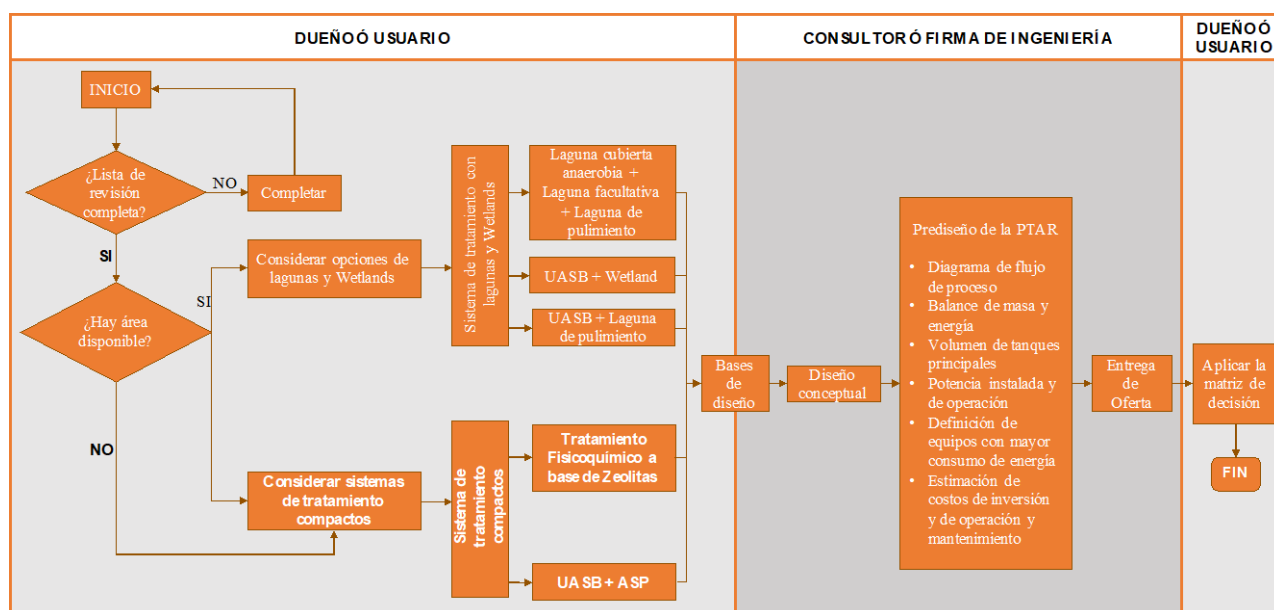 DUEÑOÓ USUARIO
CONSULTORÓ FIRMA DE INGENIERÍA
DUEÑOÓ
USUARIO
INICIO
¿Lista de
revisión
completa?
NO
Completar
SI
¿Hay área
disponible?
SI
NO
Considerar opciones de
lagunas y Wetlands
Considerar sistemas
de tratamiento
compactos
Sistema de tratamiento con
lagunas y Wetlands
Laguna cubierta
anaerobia +
Laguna facultativa
+ Laguna de
pulimiento
UASB + Wetland
UASB + Laguna
de pulimiento
Sistema de
tratamiento
compactos
Tratamiento
Fisicoquímico a
base de Zeolitas
UASB + ASP
Bases
de
diseño
Diseño
conceptual
Prediseño de la PTAR
• Diagrama de flujo
de proceso
• Balance de masa y
energía
• Volumen de tanques
principales
• Potencia instalada y
de operación
• Definición de
equipos con mayor
consumo de energía
• Estimación de
costos de inversión
y de operación y
mantenimiento
Entrega
de
Oferta
Aplicar la
matriz de
decisión
FIN